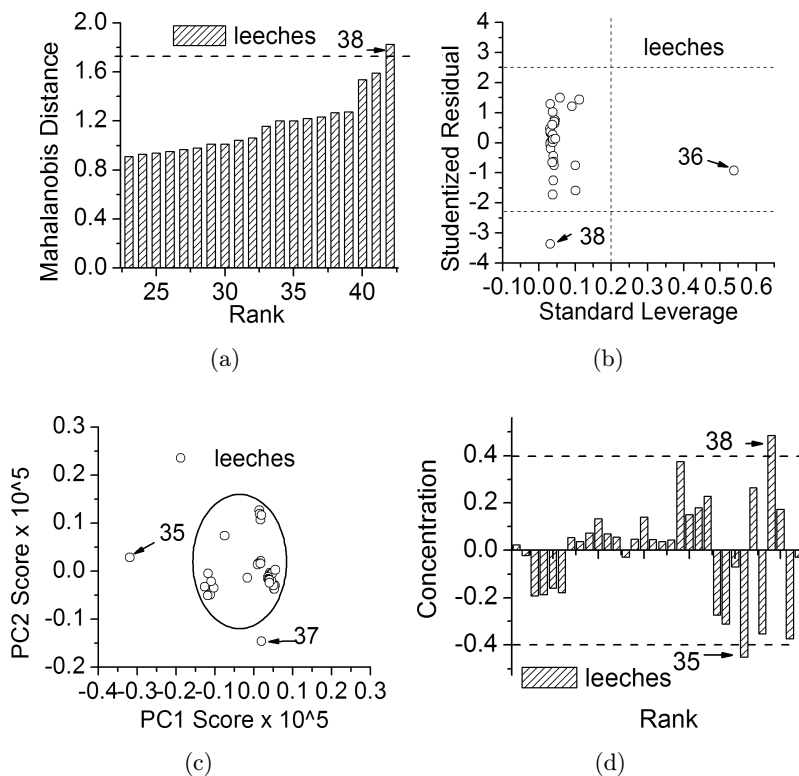 leeches
38
Mahalanobis Distance
2.0
1.6
1.2
0.8
0.4
0.0
25 30 35 40
Rank
(a)
leeches
36
38
Studentized Residual
4
3
2
1
0
-1
-2
-3
-4
-0.10.0 0.1 0.2 0.3 0.4 0.5 0.6
Standard Leverage
(b)
leeches
35
37
PC2 Score x 10^5
0.3
0.2
0.1
0.0
-0.1
-0.2
-0.4-0.3-0.2-0.10.0 0.1 0.2 0.3
PC1 Score x 10^5
(c)
38
35
leeches
Concentration
0.4
0.2
0.0
-0.2
-0.4
Rank
(d)